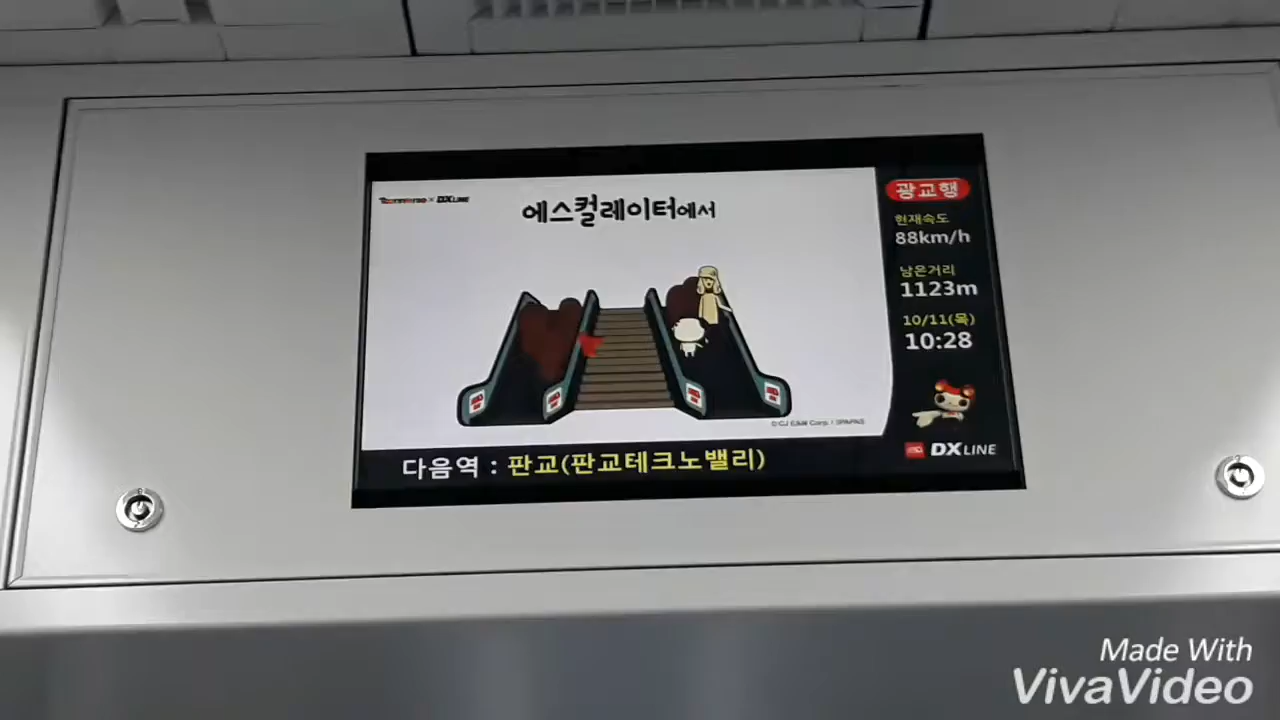 Tooniverse × DXLINE
에스컬레이터에서
광교행
현재속도
88km/h
남은거리
1123m
10/11(목)
10:28
DXLINE
다음역 : 판교(판교테크노밸리)
Made With
VivaVideo